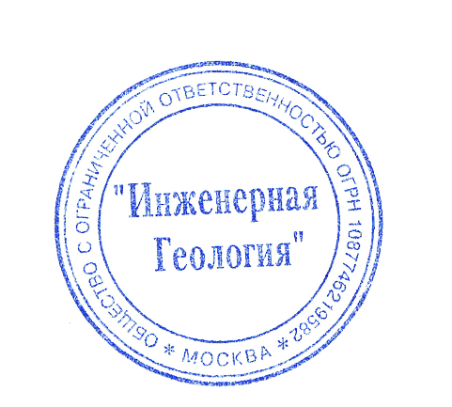 ОБЩЕСТВО С ОГРАНИЧЕННОЙ ОТВЕТСТВЕННОСТЬЮ ОГРН 1087746219582
* МОСКВА *
"Инженерная
Геология"